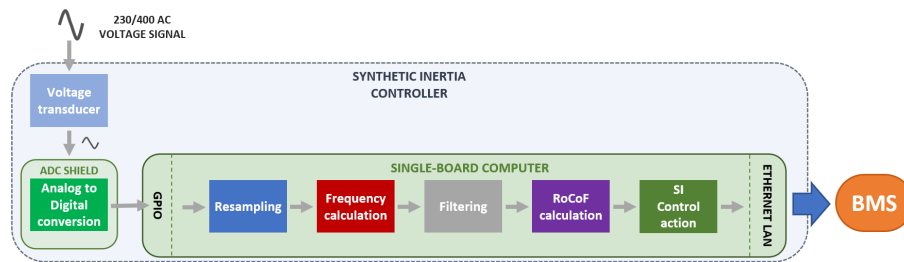 230/400 AC
VOLTAGE SIGNAL
SYNTHETIC INERTIA
CONTROLLER
Voltage
transducer
ADC SHIELD
Analog to
Digital
conversion
SINGLE-BOARD COMPUTER
GPIO
Resampling
Frequency
calculation
Filtering
RoCoF
calculation
SI
Control
action
ETHERNET LAN
BMS